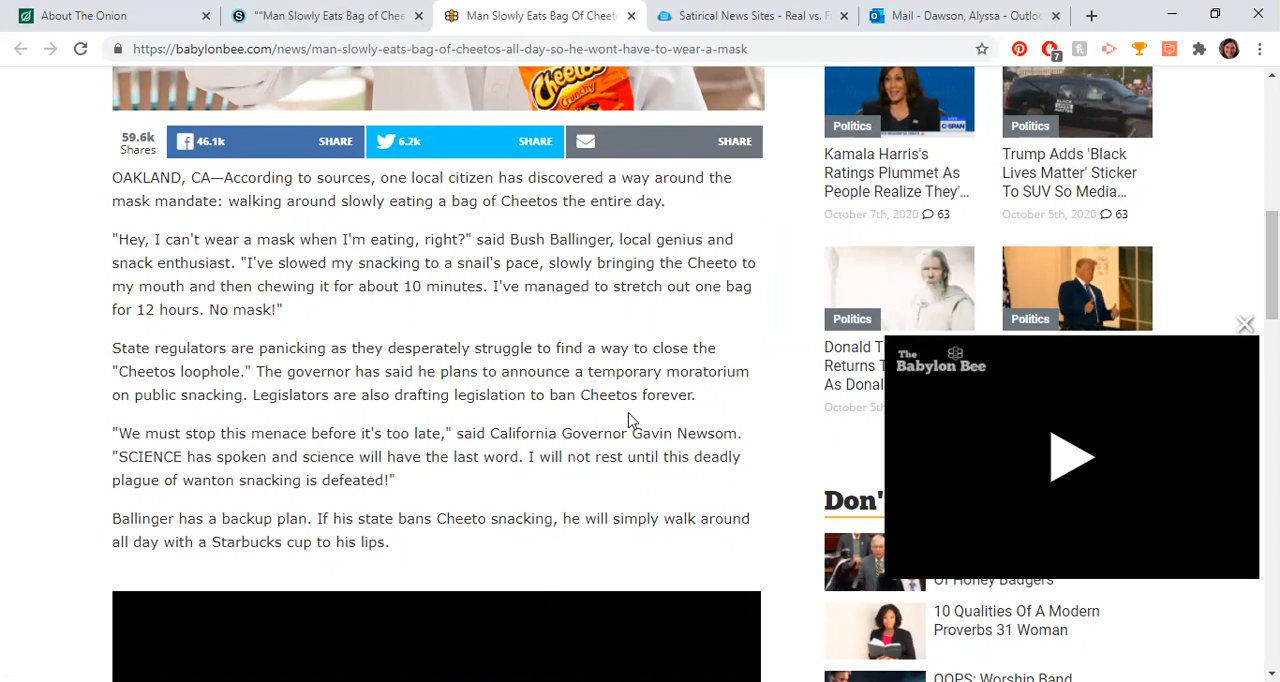 About The Onion
""Man Slowly Eats Bag of Chee
Man Slowly Eats Bag Of Cheeto
Satirical News Sites - Real vs. F
Mail - Dawson, Alyssa - Outloo
https://babylonbee.com/news/man-slowly-eats-bag-of-cheetos-all-day-so-he-wont-have-to-wear-a-mask
7
Cheetos
Crunchy
59.6k
Shares
46.1k SHARE
6.2k SHARE
SHARE
OAKLAND, CA—According to sources, one local citizen has discovered a way around the
mask mandate: walking around slowly eating a bag of Cheetos the entire day.
"Hey, I can't wear a mask when I'm eating, right?" said Bush Ballinger, local genius and
snack enthusiast. "I've slowed my snacking to a snail's pace, slowly bringing the Cheeto to
my mouth and then chewing it for about 10 minutes. I've managed to stretch out one bag
for 12 hours. No mask!"
State regulators are panicking as they desperately struggle to find a way to close the
"Cheetos loophole." The governor has said he plans to announce a temporary moratorium
on public snacking. Legislators are also drafting legislation to ban Cheetos forever.
"We must stop this menace before it's too late," said California Governor Gavin Newsom.
"SCIENCE has spoken and science will have the last word. I will not rest until this deadly
plague of wanton snacking is defeated!"
Ballinger has a backup plan. If his state bans Cheeto snacking, he will simply walk around
all day with a Starbucks cup to his lips.
C-SPAN
Politics
Kamala Harris's
Ratings Plummet As
People Realize They'...
October 7th, 2020 63
BLACK LIVES MATTER
Politics
Trump Adds 'Black
Lives Matter' Sticker
To SUV So Media...
October 5th, 2020 63
Politics
Donald T
Returns T
As Donal
October 5th
Politics
The
Babylon Bee
Don'
Of Honey Badgers
10 Qualities Of A Modern
Proverbs 31 Woman
OOPS: Worship Band